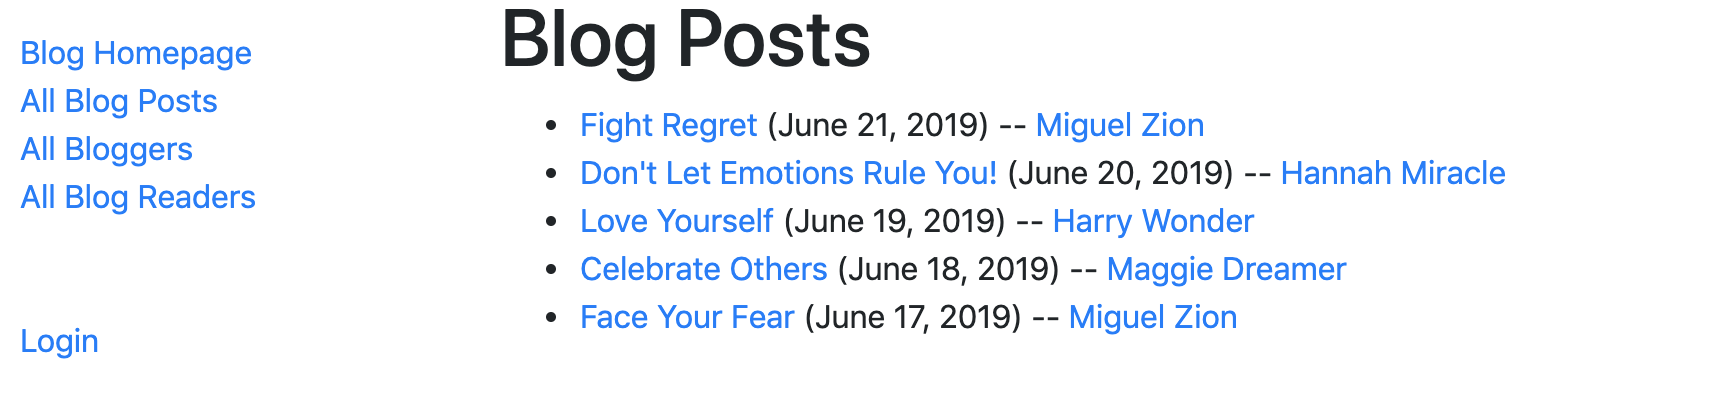 Blog Homepage
All Blog Posts
All Bloggers
All Blog Readers
Login
Blog Posts
• Fight Regret (June 21, 2019) -- Miguel Zion
• Don't Let Emotions Rule You! (June 20, 2019) -- Hannah Miracle
• Love Yourself (June 19, 2019) -- Harry Wonder
• Celebrate Others (June 18, 2019) -- Maggie Dreamer
• Face Your Fear (June 17, 2019) -- Miguel Zion